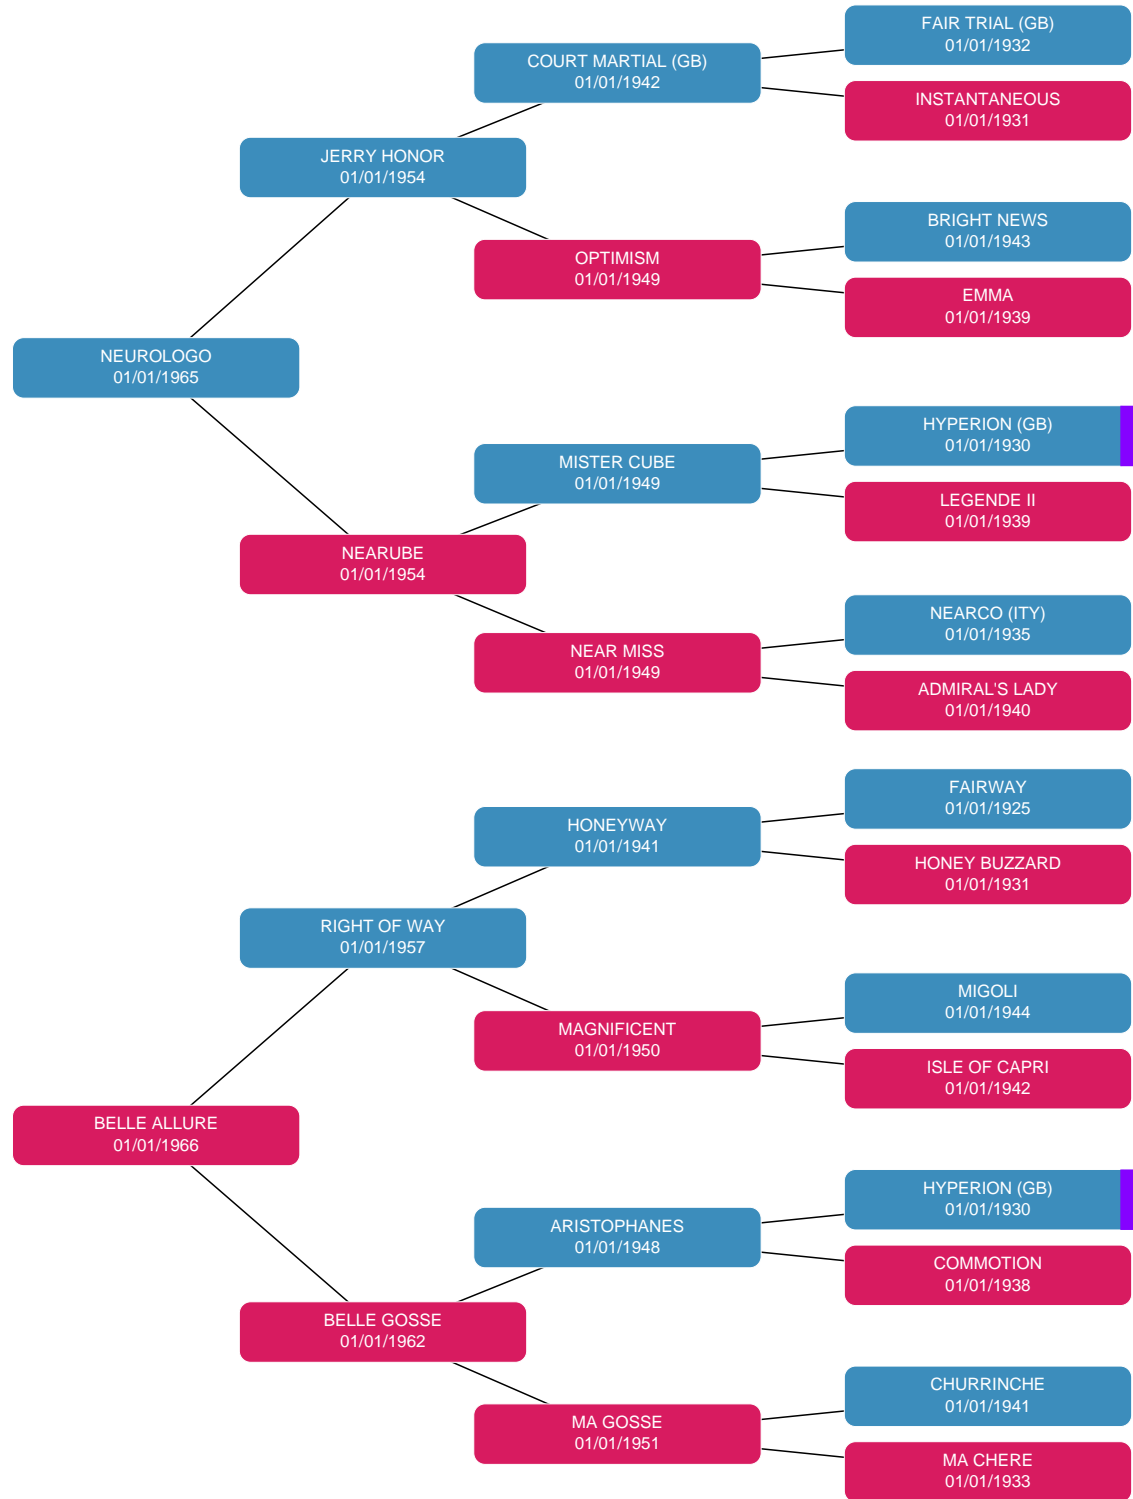 FAIR TRIAL (GB)
01/01/1932
COURT MARTIAL (GB)
01/01/1942
INSTANTANEOUS
01/01/1931
JERRY HONOR
01/01/1954
BRIGHT NEWS
01/01/1943
OPTIMISM
01/01/1949
EMMA
01/01/1939
NEUROLOGO
01/01/1965
HYPERION (GB)
01/01/1930
MISTER CUBE
01/01/1949
LEGENDE II
01/01/1939
NEARUBE
01/01/1954
NEARCO (ITY)
01/01/1935
NEAR MISS
01/01/1949
ADMIRAL'S LADY
01/01/1940
FAIRWAY
01/01/1925
HONEYWAY
01/01/1941
HONEY BUZZARD
01/01/1931
RIGHT OF WAY
01/01/1957
MIGOLI
01/01/1944
MAGNIFICENT
01/01/1950
ISLE OF CAPRI
01/01/1942
BELLE ALLURE
01/01/1966
HYPERION (GB)
01/01/1930
ARISTOPHANES
01/01/1948
COMMOTION
01/01/1938
BELLE GOSSE
01/01/1962
CHURRINCHE
01/01/1941
MA GOSSE
01/01/1951
MA CHERE
01/01/1933